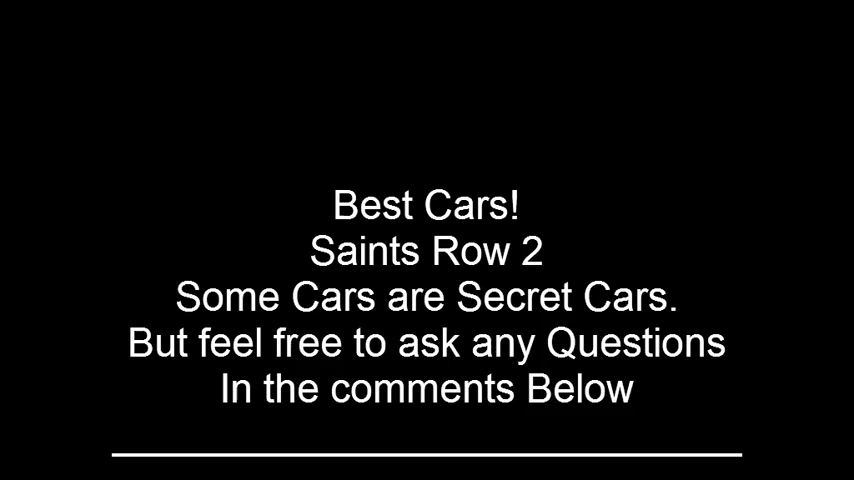 Best Cars!
Saints Row 2
Some Cars are Secret Cars.
But feel free to ask any Questions
In the comments Below